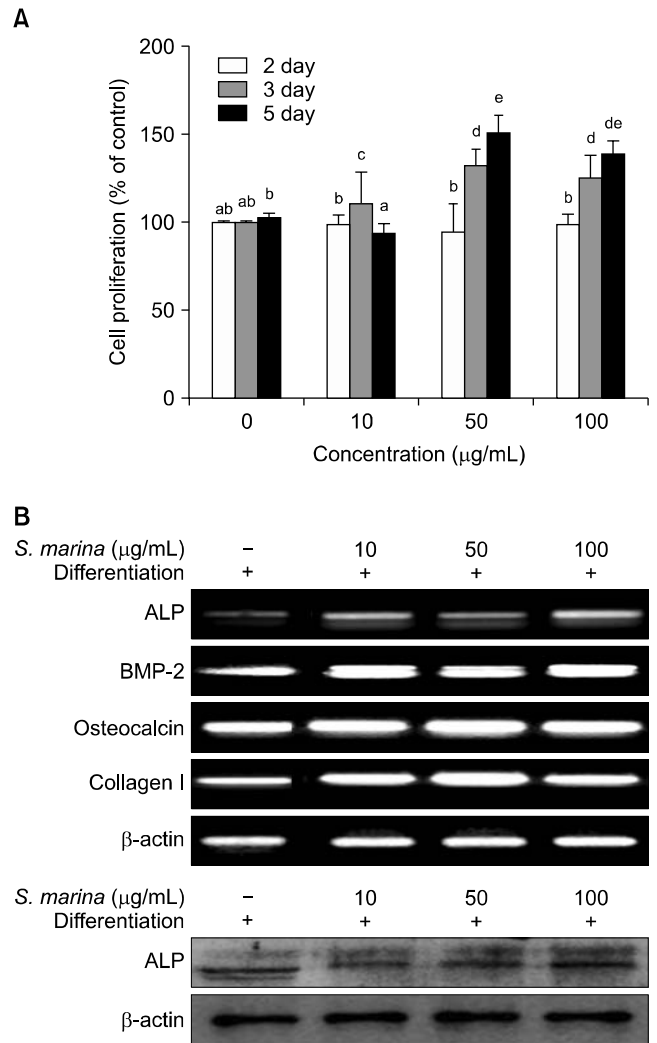 A
200
150
100
50
0
Cell proliferation (% of control)
2 day
3 day
5 day
ab ab b
b c a
b d e
b d de
0 10 50 100
Concentration (μg/mL)
B
S. marina (μg/mL) – 10 50 100
Differentiation + + + +
ALP
BMP-2
Osteocalcin
Collagen I
β-actin
S. marina (μg/mL) – 10 50 100
Differentiation + + + +
ALP
β-actin